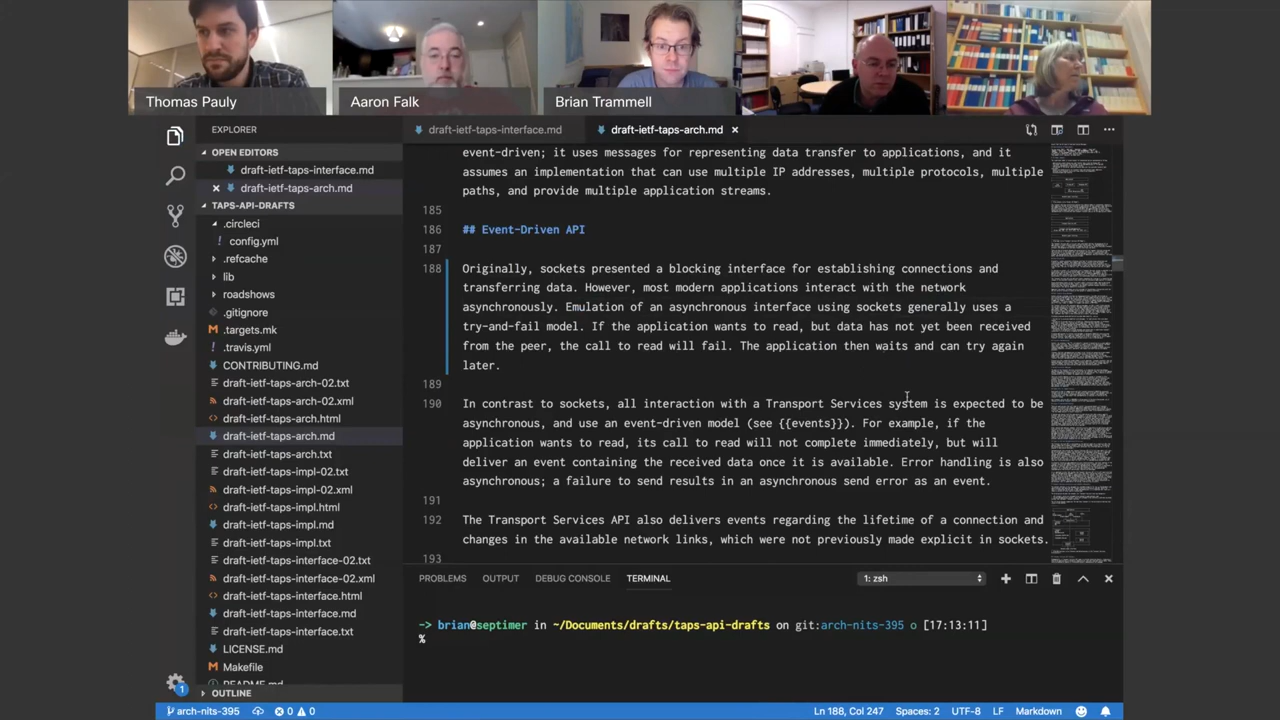 Thomas Pauly
Aaron Falk
Brian Trammell
EXPLORER
OPEN EDITORS
draft-ietf-taps-interface.md
draft-ietf-taps-arch.md
TAPS-API-DRAFTS
.circleci
config.yml
.refcache
lib
roadshows
.gitignore
.targets.mk
.travis.yml
CONTRIBUTING.md
draft-ietf-taps-arch-02.txt
draft-ietf-taps-arch-02.xml
draft-ietf-taps-arch.html
draft-ietf-taps-arch.md
draft-ietf-taps-arch.txt
draft-ietf-taps-impl-02.txt
draft-ietf-taps-impl-02.xml
draft-ietf-taps-impl.html
draft-ietf-taps-impl.md
draft-ietf-taps-impl.txt
draft-ietf-taps-interface-02.txt
draft-ietf-taps-interface-02.xml
draft-ietf-taps-interface.html
draft-ietf-taps-interface.md
draft-ietf-taps-interface.txt
LICENSE.md
Makefile
README.md
OUTLINE
draft-ietf-taps-interface.md
draft-ietf-taps-arch.md
event-driven; it uses messages for representing data transfer to applications, and it
assumes an implementation that can use multiple IP addresses, multiple protocols, multiple
paths, and provide multiple application streams.
185
186 ## Event-Driven API
187
188 Originally, sockets presented a blocking interface for establishing connections and
transferring data. However, most modern applications interact with the network
asynchronously. Emulation of an asynchronous interface using sockets generally uses a
try-and-fail model. If the application wants to read, but data has not yet been received
from the peer, the call to read will fail. The application then waits and can try again
later.
189
190 In contrast to sockets, all interaction with a Transport Services system is expected to be
asynchronous, and use an event-driven model (see {{events}}). For example, if the
application wants to read, its call to read will not complete immediately, but will
deliver an event containing the received data once it is available. Error handling is also
asynchronous; a failure to send results in an asynchronous send error as an event.
191
192 The Transport Services API also delivers events regarding the lifetime of a connection and
changes in the available network links, which were not previously made explicit in sockets.
193
PROBLEMS
OUTPUT
DEBUG CONSOLE
TERMINAL
1: zsh
-> brian@septimer in ~/Documents/drafts/taps-api-drafts on git:arch-nits-395 o [17:13:11]
%
1
arch-nits-395
0
0
Ln 188, Col 247
Spaces: 2
UTF-8
LF
Markdown